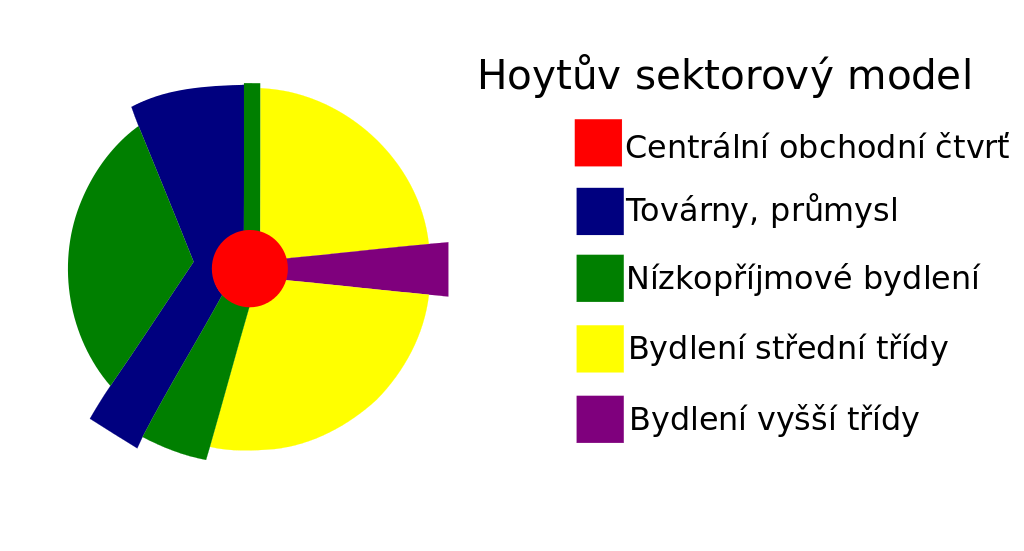 Hoytův sektorový model
Centrální obchodní čtvrť
Továrny, průmysl
Nízkopříjmové bydlení
Bydlení střední třídy
Bydlení vyšší třídy